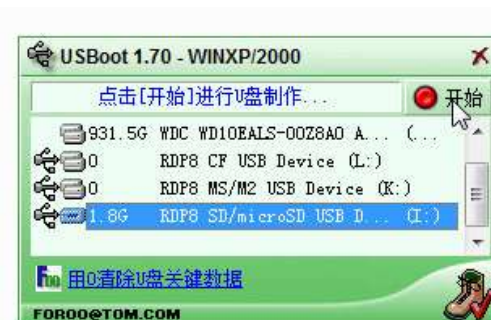 USBoot 1.70 - WINXP/2000
点击[开始]进行U盘制作...
开始
931.5G WDC WD10EALS-00Z8A0 A... (...
0 RDP8 CF USB Device (L:)
0 RDP8 MS/M2 USB Device (K:)
1.8G RDP8 SD/microSD USB D... (I:)
用0清除U盘关键数据
FOROO@TOM.COM